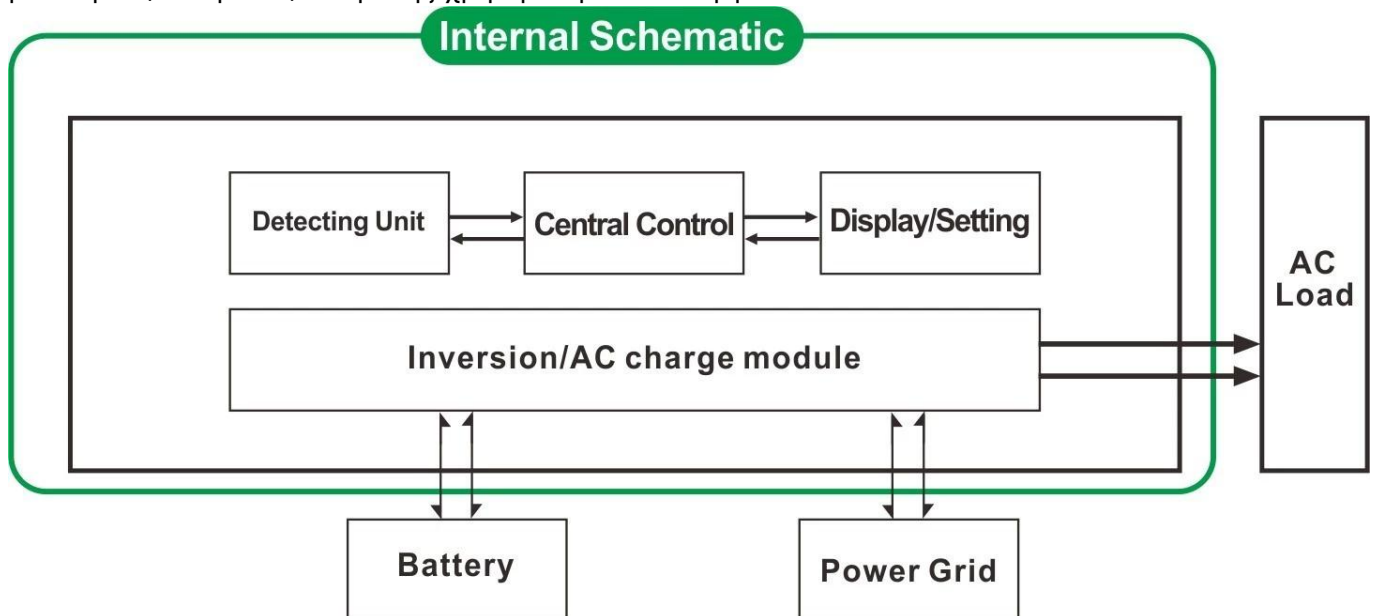 Internal Schematic
Detecting Unit
Central Control
Display/Setting
AC
Load
Inversion/AC charge module
Battery
Power Grid